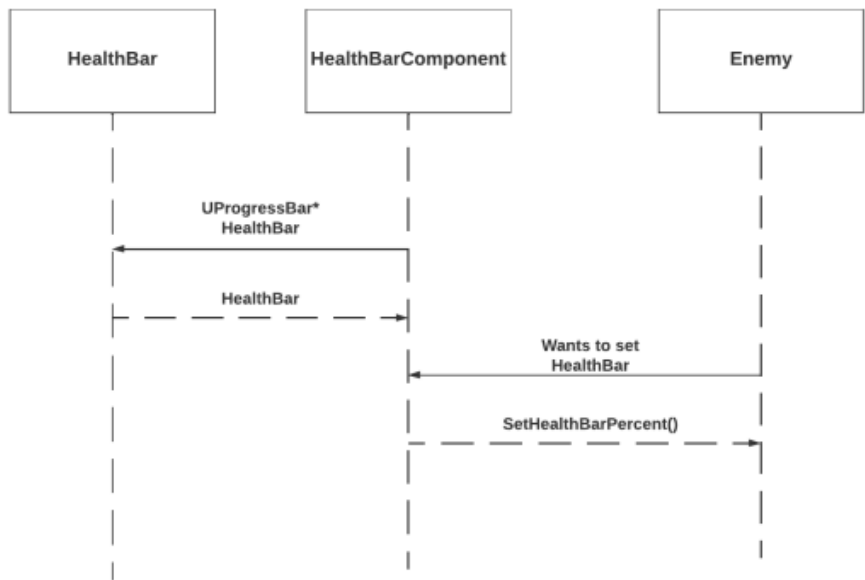 HealthBar
HealthBarComponent
Enemy
UProgressBar*
HealthBar
HealthBar
Wants to set
HealthBar
SetHealthBarPercent()